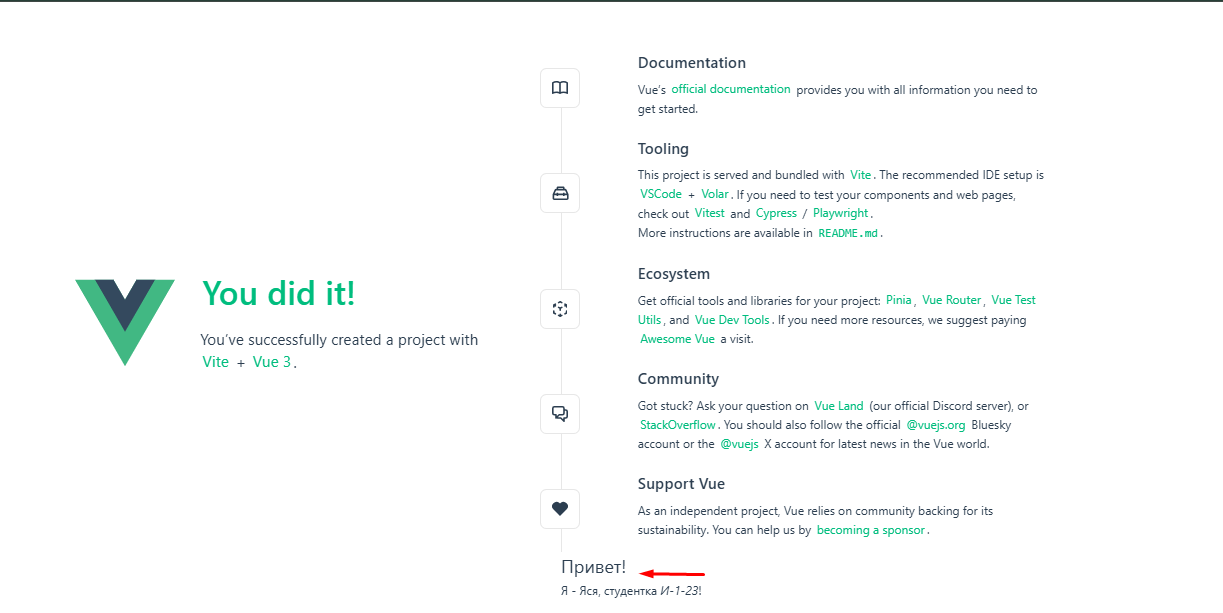 You did it!
You've successfully created a project with
Vite + Vue 3.
Documentation
Vue's official documentation provides you with all information you need to
get started.
Tooling
This project is served and bundled with Vite. The recommended IDE setup is
VSCode + Volar. If you need to test your components and web pages,
check out Vitest and Cypress / Playwright.
More instructions are available in README.md.
Ecosystem
Get official tools and libraries for your project: Pinia, Vue Router, Vue Test
Utils, and Vue Dev Tools. If you need more resources, we suggest paying
Awesome Vue a visit.
Community
Got stuck? Ask your question on Vue Land (our official Discord server), or
StackOverflow. You should also follow the official @vuejs.org Bluesky
account or the @vuejs X account for latest news in the Vue world.
Support Vue
As an independent project, Vue relies on community backing for its
sustainability. You can help us by becoming a sponsor.
Привет!
Я - Яся, студентка И-1-23!